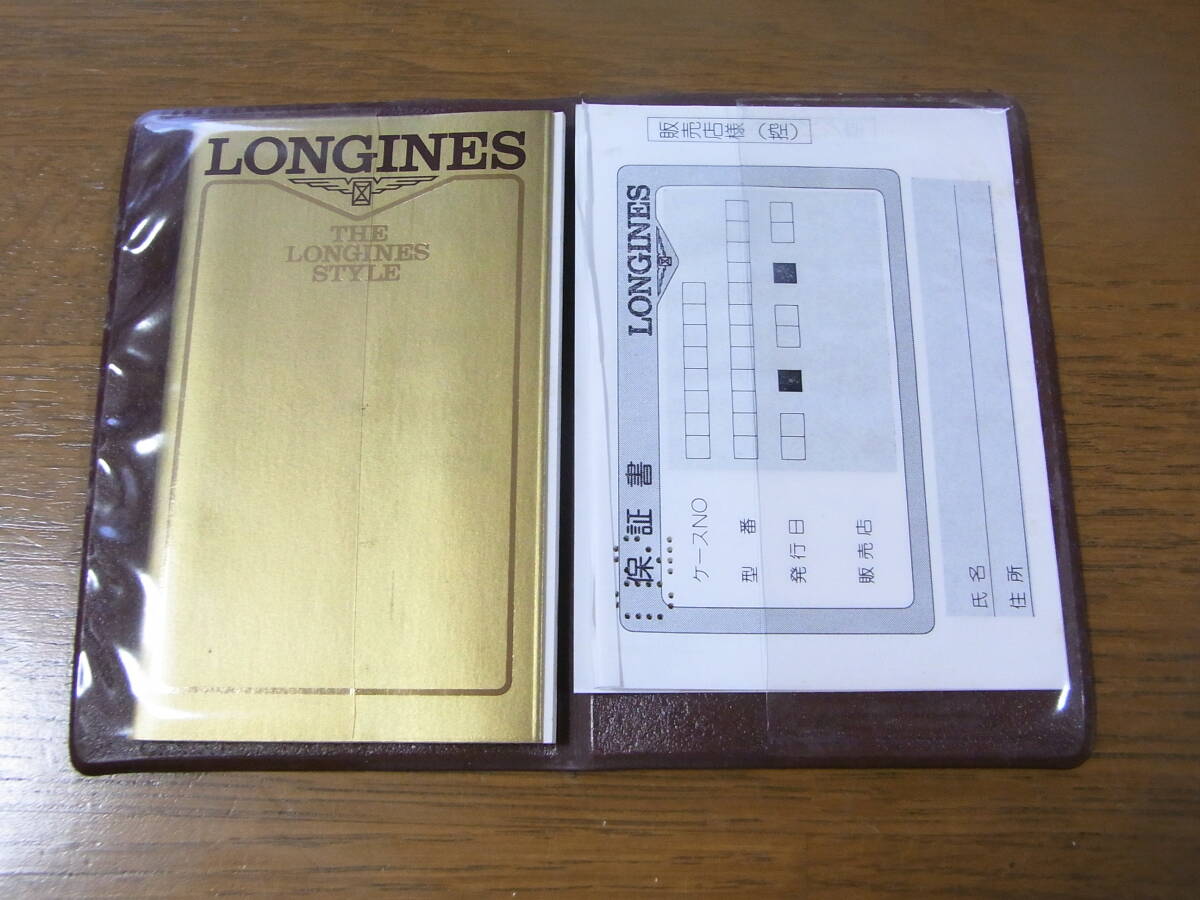 LONGINES
THE
LONGINES
STYLE
販売店様(控)
LONGINES
保証書
ケースNO
型番
発行日
販売店
氏名
住所